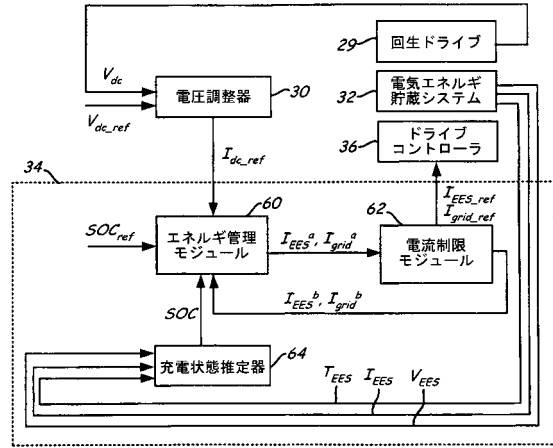 29
回生ドライブ
V_dc
電圧調整器
30
32
電気エネルギ
貯蔵システム
V_dc_ref
36
ドライブ
コントローラ
I_dc_ref
34
60
62
I_EES_ref
I_grid_ref
SOC_ref
エネルギ管理
モジュール
I_EES^a, I_grid^a
電流制限
モジュール
SOC
I_EES^b, I_grid^b
充電状態推定器
64
T_EES
I_EES
V_EES